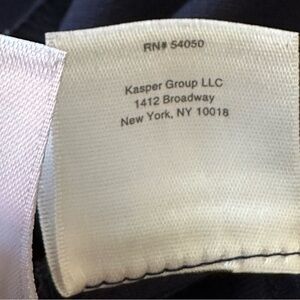 RN# 54050
Kasper Group LLC
1412 Broadway
New York, NY 10018